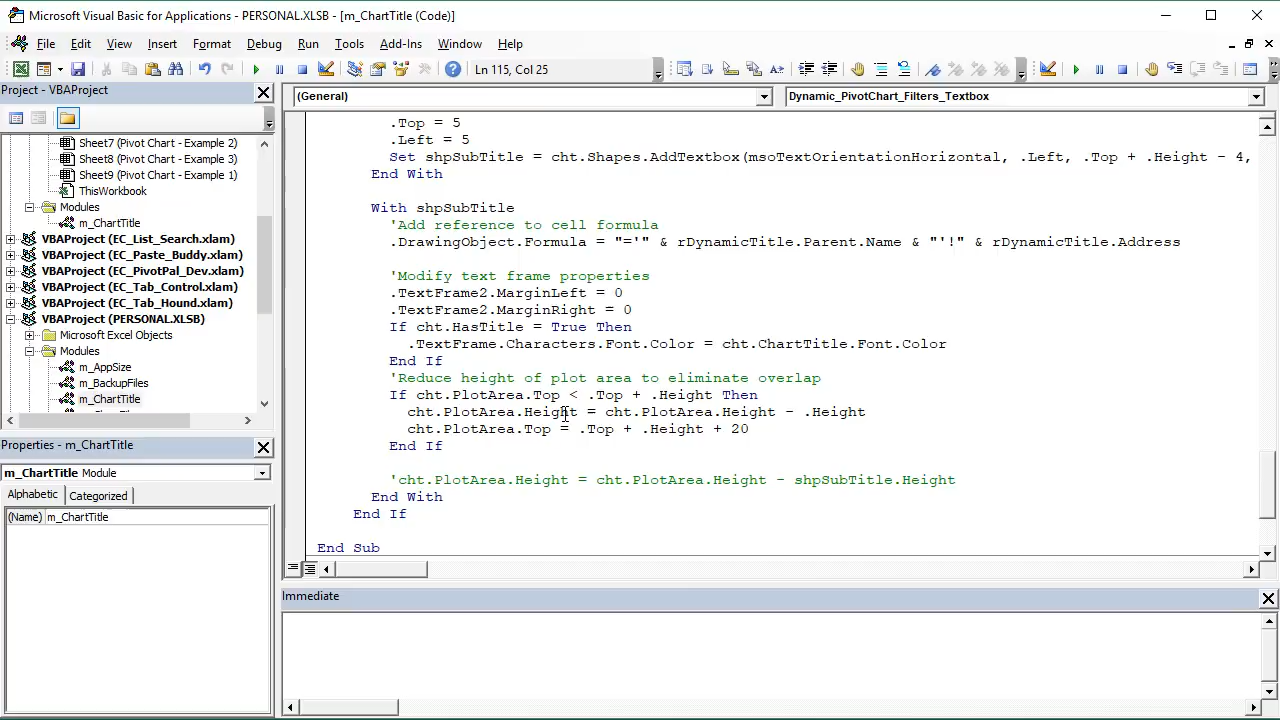 Microsoft Visual Basic for Applications - PERSONAL.XLSB - [m_ChartTitle (Code)]
File Edit View Insert Format Debug Run Tools Add-Ins Window Help
Ln 115, Col 25
Project - VBAProject
(General)
Dynamic_PivotChart_Filters_Textbox
Sheet7 (Pivot Chart - Example 2)
Sheet8 (Pivot Chart - Example 3)
Sheet9 (Pivot Chart - Example 1)
ThisWorkbook
Modules
m_ChartTitle
VBAProject (EC_List_Search.xlam)
VBAProject (EC_Paste_Buddy.xlam)
VBAProject (EC_PivotPal_Dev.xlam)
VBAProject (EC_Tab_Control.xlam)
VBAProject (EC_Tab_Hound.xlam)
VBAProject (PERSONAL.XLSB)
Microsoft Excel Objects
Modules
m_AppSize
m_BackupFiles
m_ChartTitle
Properties - m_ChartTitle
m_ChartTitle Module
Alphabetic Categorized
(Name) m_ChartTitle
.Top = 5
.Left = 5
Set shpSubTitle = cht.Shapes.AddTextbox(msoTextOrientationHorizontal, .Left, .Top + .Height - 4,
End With
With shpSubTitle
'Add reference to cell formula
.DrawingObject.Formula = "='" & rDynamicTitle.Parent.Name & "'!" & rDynamicTitle.Address
'Modify text frame properties
.TextFrame2.MarginLeft = 0
.TextFrame2.MarginRight = 0
If cht.HasTitle = True Then
.TextFrame.Characters.Font.Color = cht.ChartTitle.Font.Color
End If
'Reduce height of plot area to eliminate overlap
If cht.PlotArea.Top < .Top + .Height Then
cht.PlotArea.Height = cht.PlotArea.Height - .Height
cht.PlotArea.Top = .Top + .Height + 20
End If
'cht.PlotArea.Height = cht.PlotArea.Height - shpSubTitle.Height
End With
End If
End Sub
Immediate